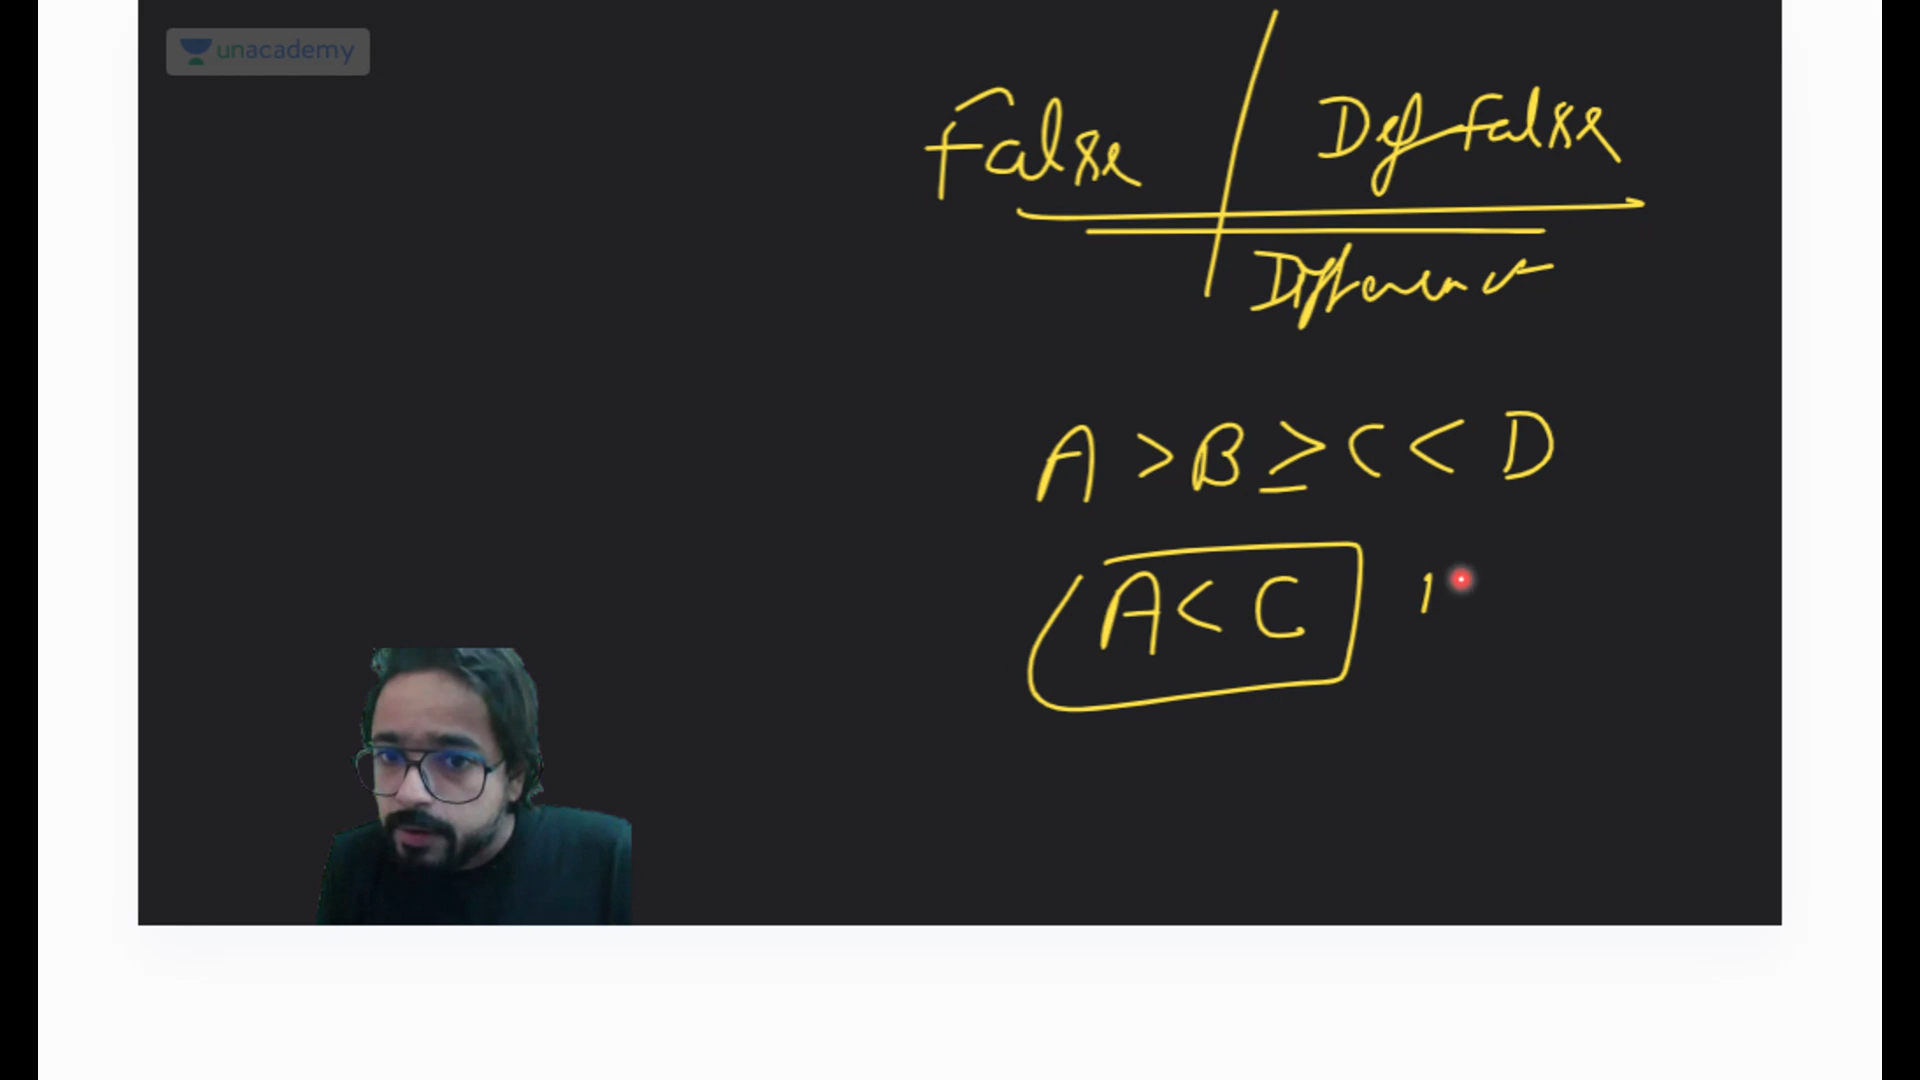 unacademy
False / Def False
Difference
A > B ≥ C < D
A < C